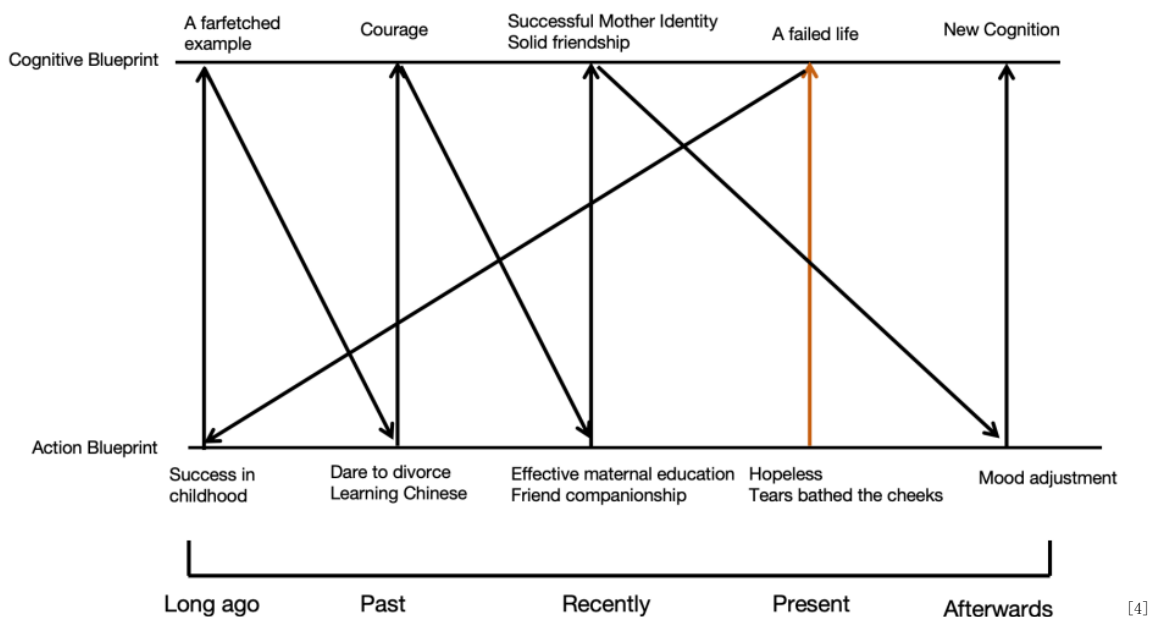 A farfetched
example
Courage
Successful Mother Identity
Solid friendship
A failed life
New Cognition
Cognitive Blueprint
Action Blueprint
Success in
childhood
Dare to divorce
Learning Chinese
Effective maternal education
Friend companionship
Hopeless
Tears bathed the cheeks
Mood adjustment
Long ago
Past
Recently
Present
Afterwards
[4]